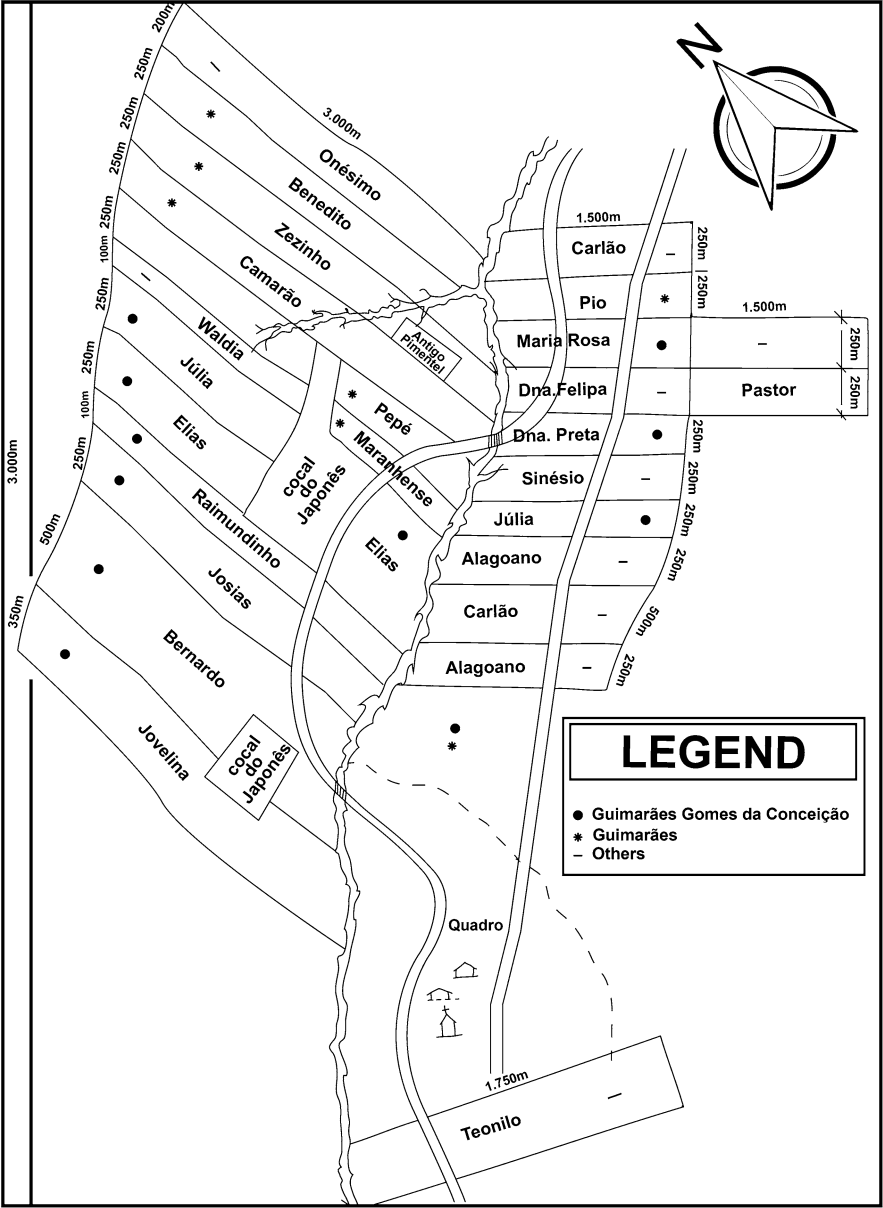 N
200m
250m
250m
250m
250m
100m
250m
250m
100m
250m
500m
350m
3.000m
3.000m
Onésimo
Benedito
Zezinho
Camarão
Antigo
Pimentel
Waldia
Júlia
Elias
Raimundinho
Josias
Bernardo
Jovelina
Pepé
Maranhense
Elias
cocal
do
Japonês
cocal
do
Japonês
1.500m
Carlão
250m
Pio
250m
1.500m
Maria Rosa
250m
Dna.Felipa
Pastor
250m
Dna. Preta
250m
Sinésio
250m
Júlia
250m
Alagoano
250m
Carlão
500m
Alagoano
250m
LEGEND
Guimarães Gomes da Conceição
Guimarães
Others
Quadro
1.750m
Teonilo